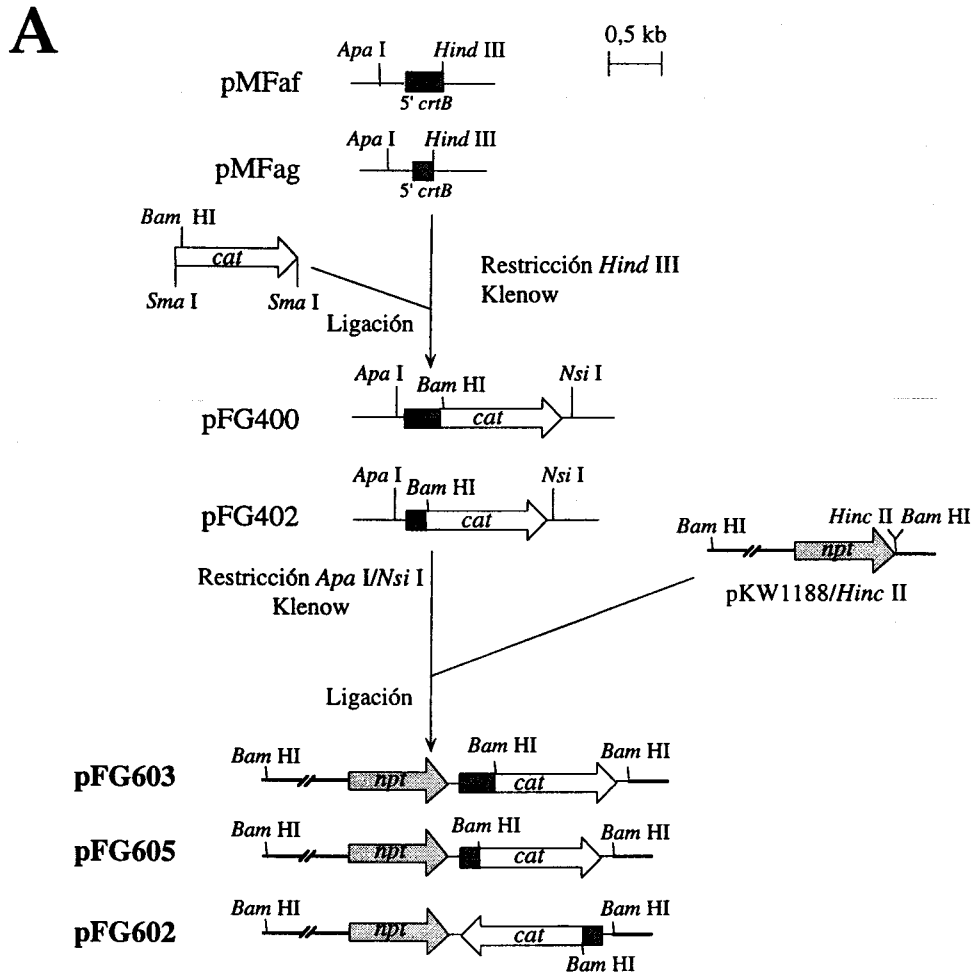 A
0,5 kb
Apa I Hind III
pMFaf
5' crtB
Apa I Hind III
pMFag
5' crtB
Bam HI
cat
Sma I Sma I
Restricción Hind III
Klenow
Ligación
Apa I Bam HI Nsi I
pFG400
cat
Apa I Bam HI Nsi I
pFG402
cat
Bam HI Hinc II Bam HI
npt
pKW1188/Hinc II
Restricción Apa I/Nsi I
Klenow
Ligación
Bam HI Bam HI Bam HI
pFG603
npt cat
Bam HI Bam HI Bam HI
pFG605
npt cat
Bam HI Bam HI
pFG602
npt cat
Bam HI